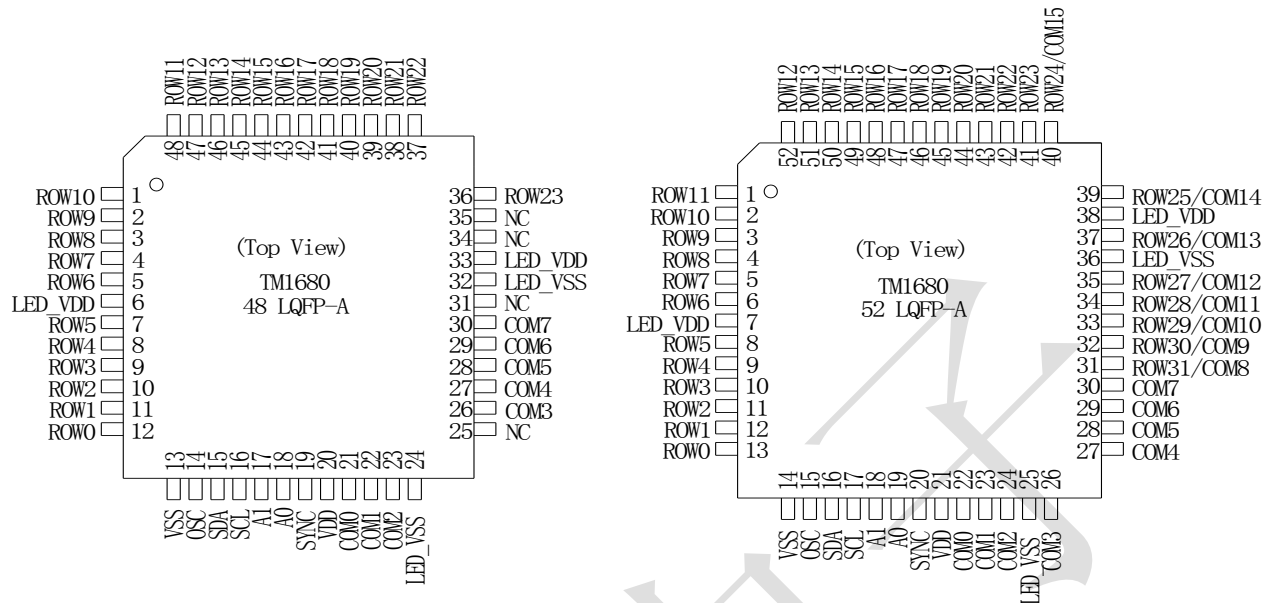 ROW11
ROW12
ROW13
ROW14
ROW15
ROW16
ROW17
ROW18
ROW19
ROW20
ROW21
ROW22
48
47
46
45
44
43
42
41
40
39
38
37
ROW10 1
ROW9 2
ROW8 3
ROW7 4
ROW6 5
LED_VDD 6
ROW5 7
ROW4 8
ROW3 9
ROW2 10
ROW1 11
ROW0 12
(Top View)
TM1680
48 LQFP-A
36 ROW23
35 NC
34 NC
33 LED_VDD
32 LED_VSS
31 NC
30 COM7
29 COM6
28 COM5
27 COM4
26 COM3
25 NC
13
14
15
16
17
18
19
20
21
22
23
24
VSS
OSC
SDA
SCL
A1
A0
SYNC
VDD
COM0
COM1
COM2
LED_VSS
ROW12
ROW13
ROW14
ROW15
ROW16
ROW17
ROW18
ROW19
ROW20
ROW21
ROW22
ROW23
ROW24/COM15
52
51
50
49
48
47
46
45
44
43
42
41
40
ROW11 1
ROW10 2
ROW9 3
ROW8 4
ROW7 5
ROW6 6
LED_VDD 7
ROW5 8
ROW4 9
ROW3 10
ROW2 11
ROW1 12
ROW0 13
(Top View)
TM1680
52 LQFP-A
39 ROW25/COM14
38 LED_VDD
37 ROW26/COM13
36 LED_VSS
35 ROW27/COM12
34 ROW28/COM11
33 ROW29/COM10
32 ROW30/COM9
31 ROW31/COM8
30 COM7
29 COM6
28 COM5
27 COM4
14
15
16
17
18
19
20
21
22
23
24
25
26
VSS
OSC
SDA
SCL
A1
A0
SYNC
VDD
COM0
COM1
COM2
LED_VSS
COM3